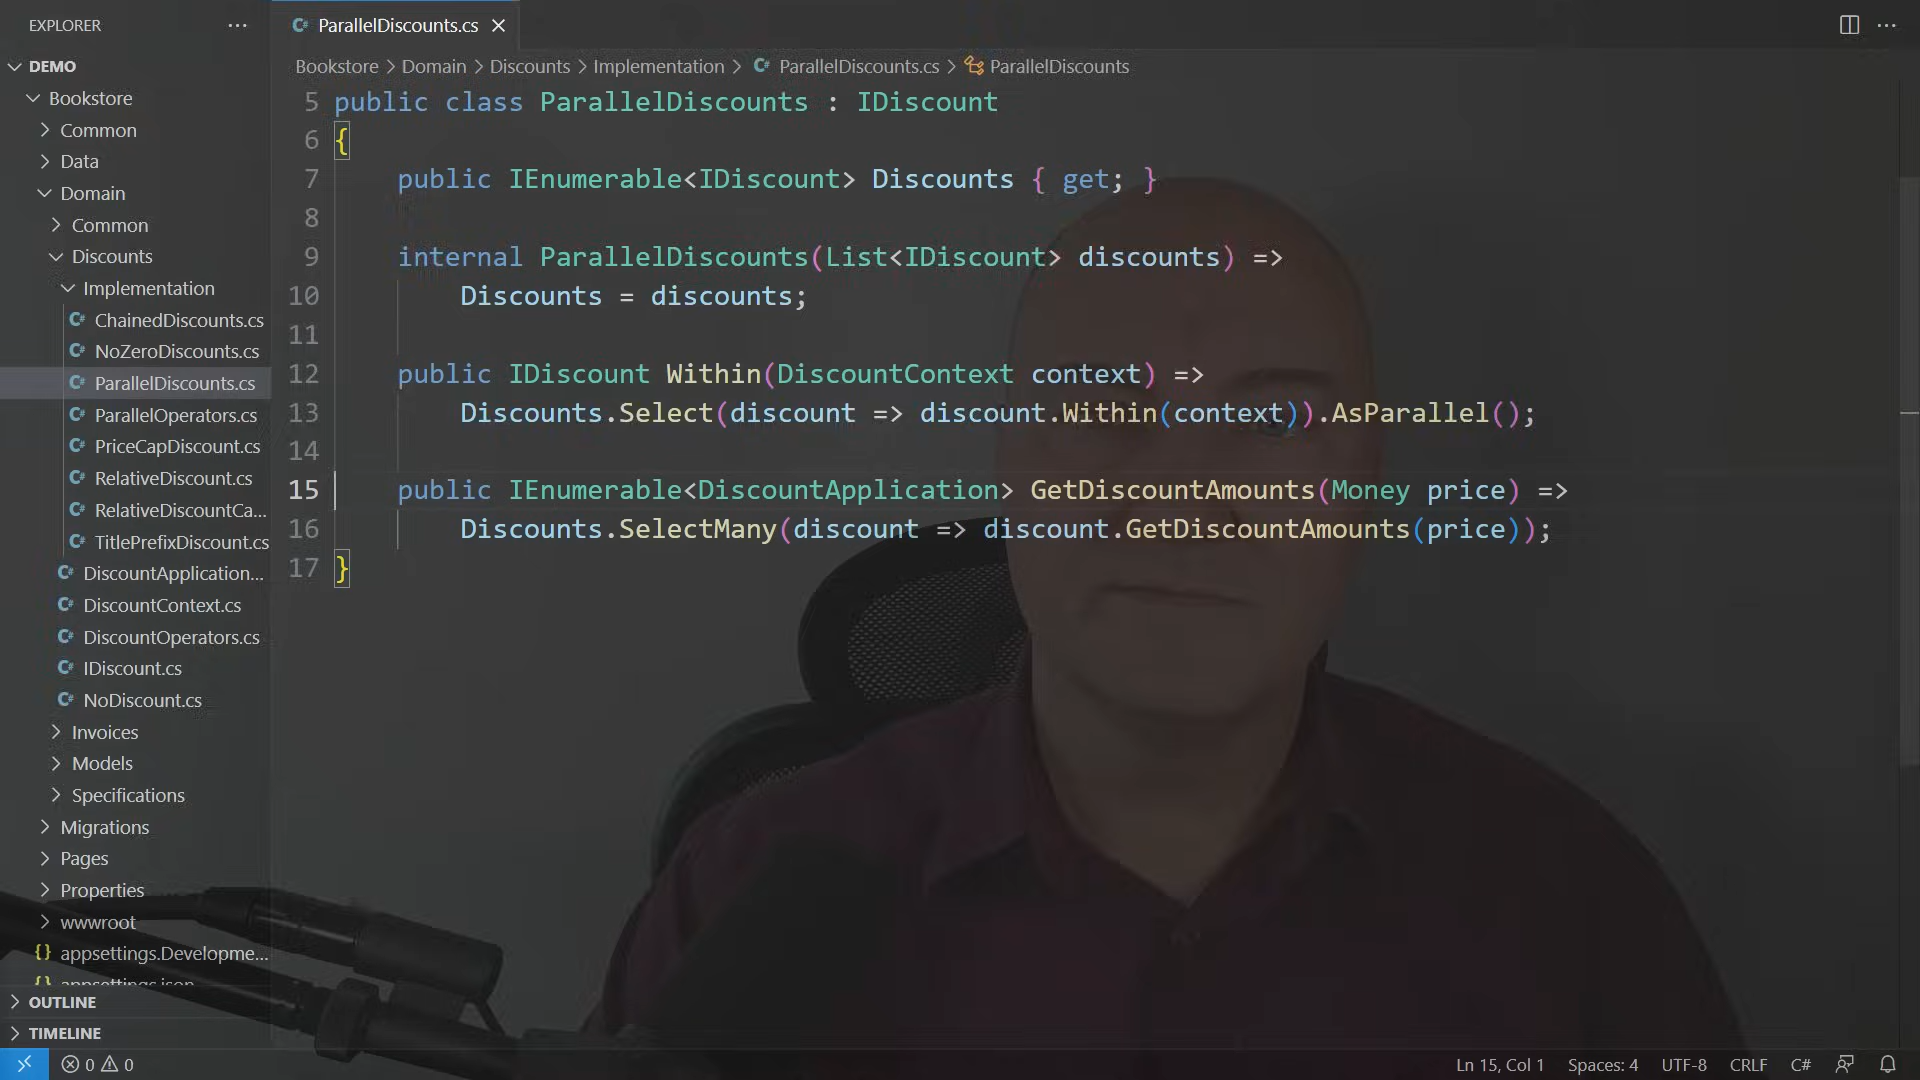 EXPLORER
DEMO
Bookstore
Common
Data
Domain
Common
Discounts
Implementation
ChainedDiscounts.cs
NoZeroDiscounts.cs
ParallelDiscounts.cs
ParallelOperators.cs
PriceCapDiscount.cs
RelativeDiscount.cs
RelativeDiscountCa...
TitlePrefixDiscount.cs
DiscountApplication...
DiscountContext.cs
DiscountOperators.cs
IDiscount.cs
NoDiscount.cs
Invoices
Models
Specifications
Migrations
Pages
Properties
wwwroot
{} appsettings.Developme...
{} appsettings.json
OUTLINE
TIMELINE
C# ParallelDiscounts.cs
Bookstore > Domain > Discounts > Implementation > C# ParallelDiscounts.cs > ParallelDiscounts
5 public class ParallelDiscounts : IDiscount
6 {
7 public IEnumerable<IDiscount> Discounts { get; }
8
9 internal ParallelDiscounts(List<IDiscount> discounts) =>
10 Discounts = discounts;
11
12 public IDiscount Within(DiscountContext context) =>
13 Discounts.Select(discount => discount.Within(context)).AsParallel();
14
15 public IEnumerable<DiscountApplication> GetDiscountAmounts(Money price) =>
16 Discounts.SelectMany(discount => discount.GetDiscountAmounts(price));
17 }
0 0 Ln 15, Col 1 Spaces: 4 UTF-8 CRLF C#